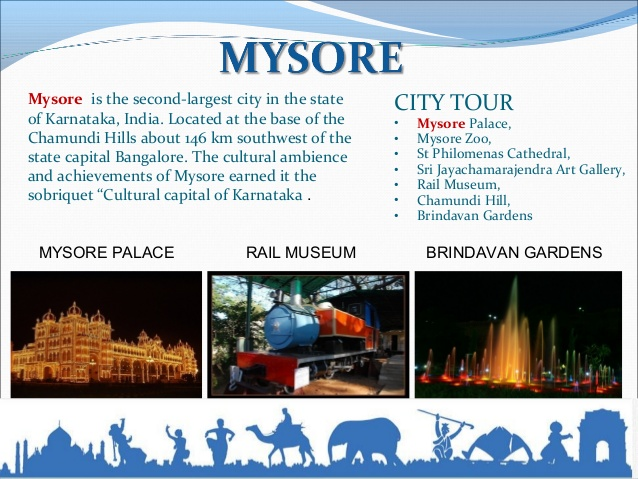 MYSORE
Mysore is the second-largest city in the state
of Karnataka, India. Located at the base of the
Chamundi Hills about 146 km southwest of the
state capital Bangalore. The cultural ambience
and achievements of Mysore earned it the
sobriquet “Cultural capital of Karnataka .
CITY TOUR
• Mysore Palace,
• Mysore Zoo,
• St Philomenas Cathedral,
• Sri Jayachamarajendra Art Gallery,
• Rail Museum,
• Chamundi Hill,
• Brindavan Gardens
MYSORE PALACE
RAIL MUSEUM
BRINDAVAN GARDENS